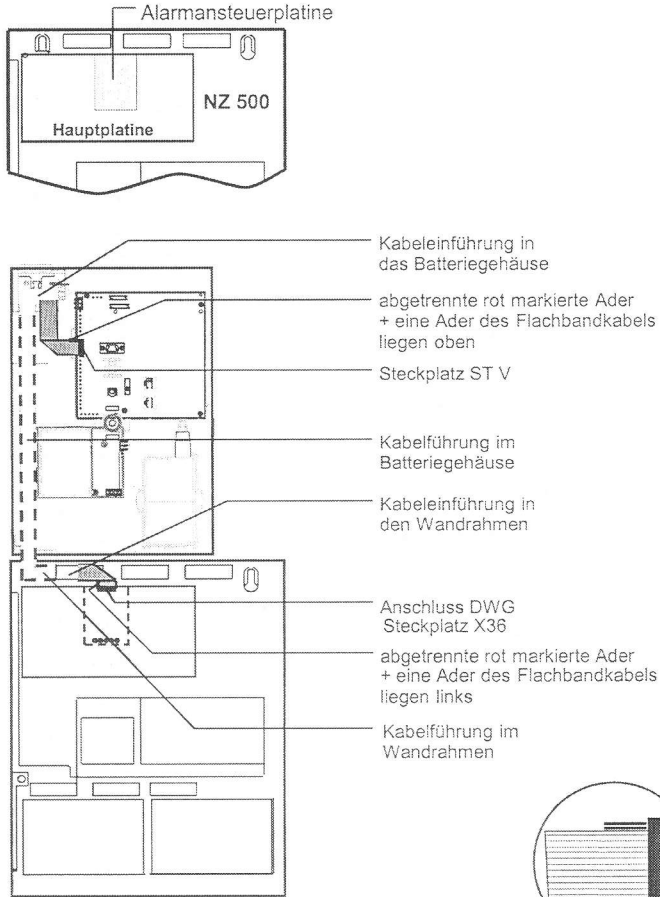 Alarmansteuerplatine
NZ 500
Hauptplatine
Kabeleinführung in
das Batteriegehäuse
abgetrennte rot markierte Ader
+ eine Ader des Flachbandkabels
liegen oben
Steckplatz ST V
Kabelführung im
Batteriegehäuse
Kabeleinführung in
den Wandrahmen
Anschluss DWG
Steckplatz X36
abgetrennte rot markierte Ader
+ eine Ader des Flachbandkabels
liegen links
Kabelführung im
Wandrahmen